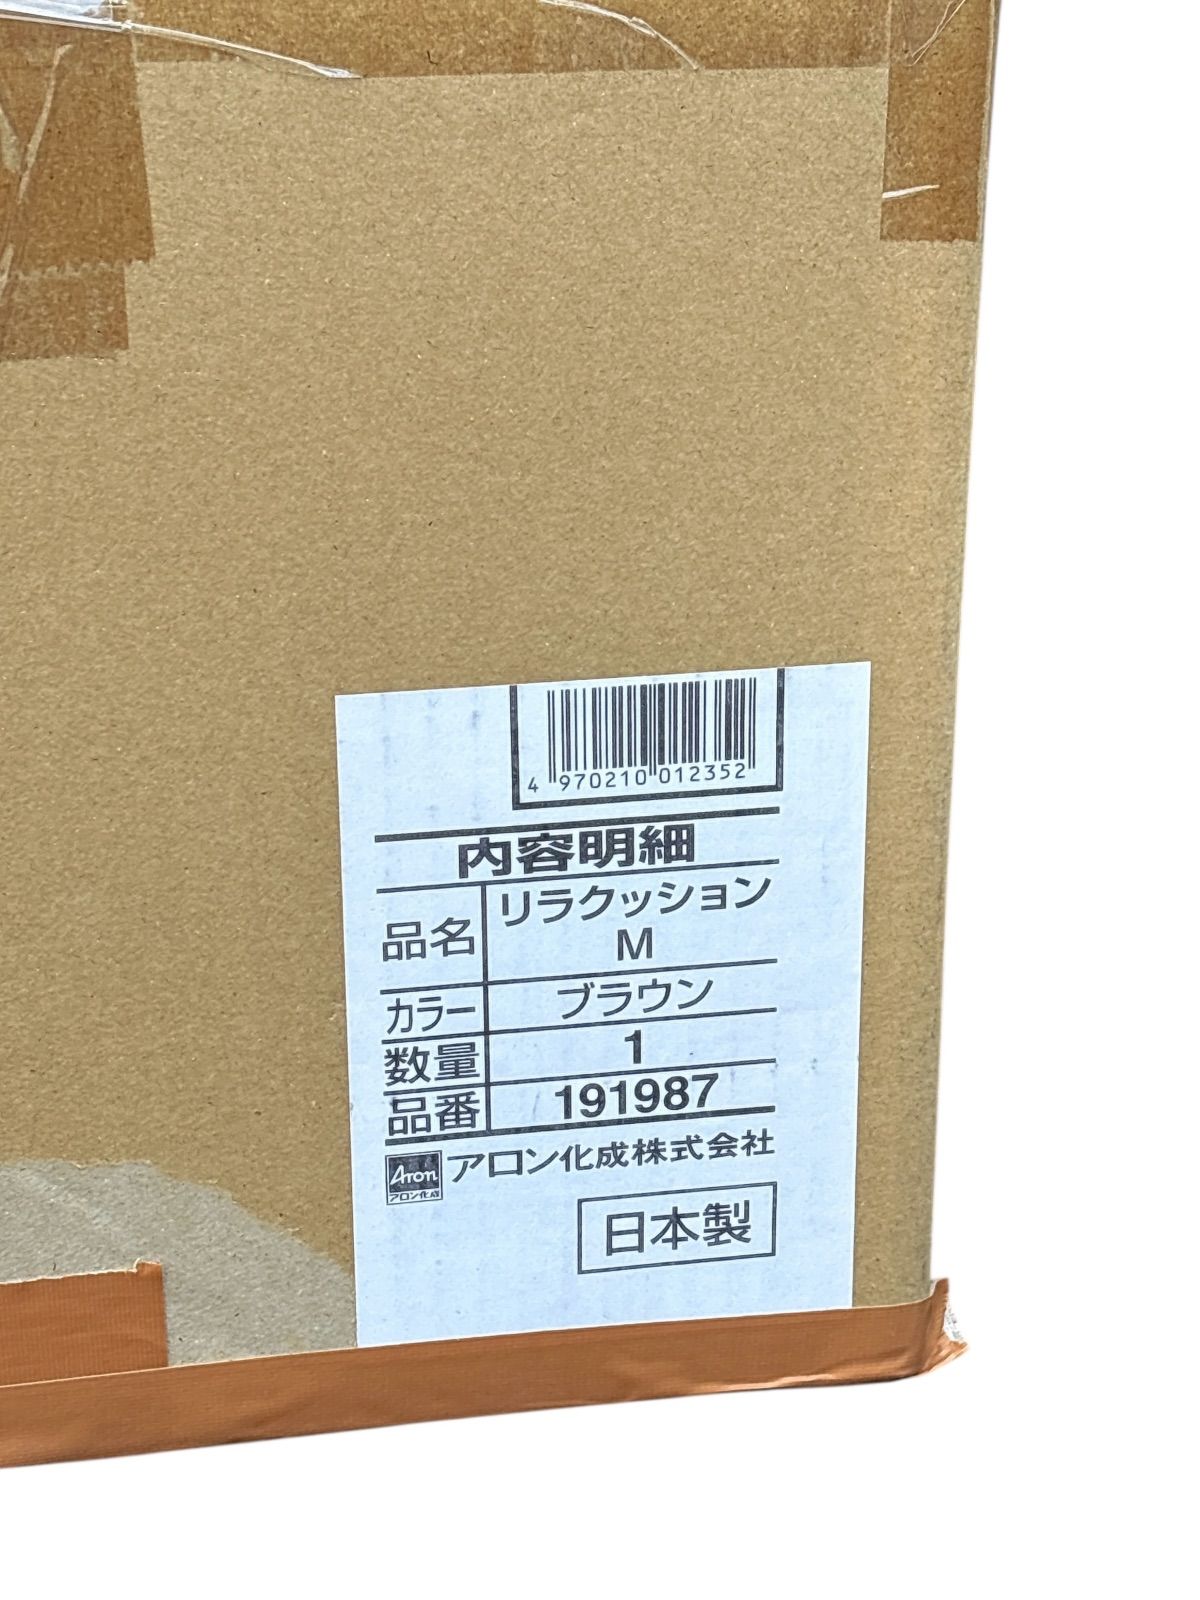 4 970210 012352
内容明細
品名 リラクッション
M
カラー ブラウン
数量 1
品番 191987
Aron
アロン化成
アロン化成株式会社
日本製